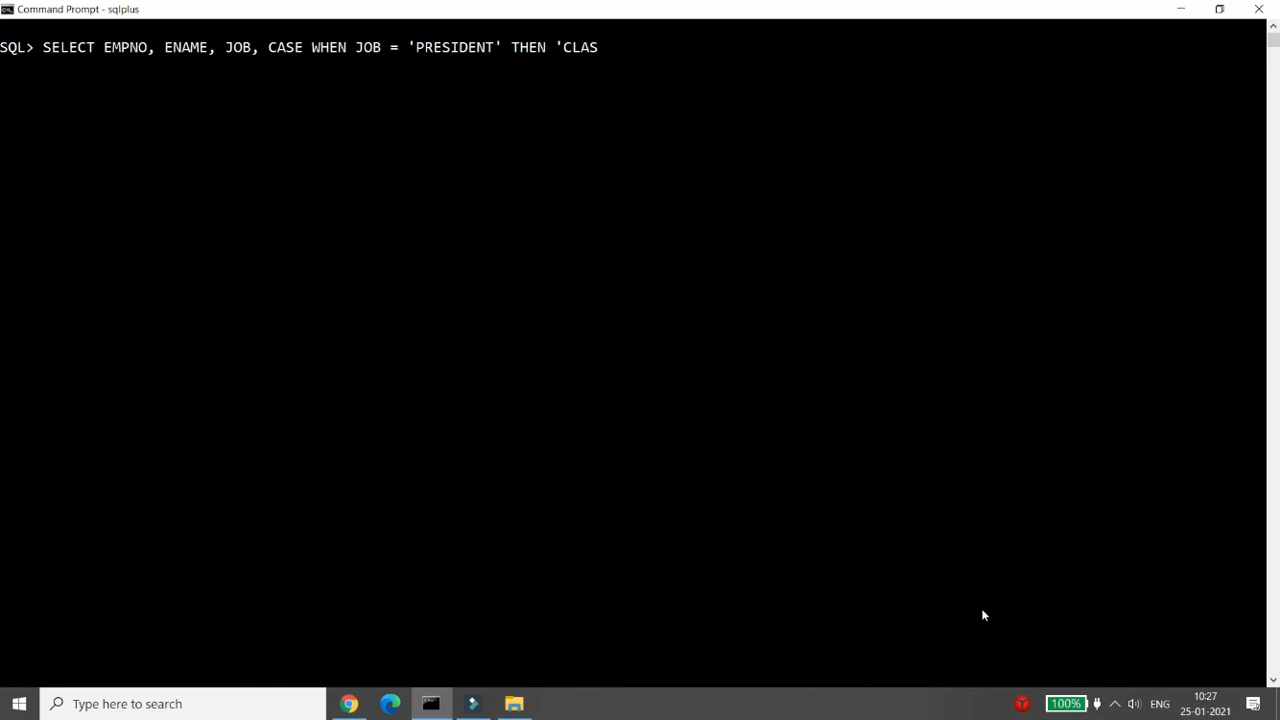 Command Prompt - sqlplus
SQL> SELECT EMPNO, ENAME, JOB, CASE WHEN JOB = 'PRESIDENT' THEN 'CLAS
Type here to search
100%
ENG
10:27
25-01-2021